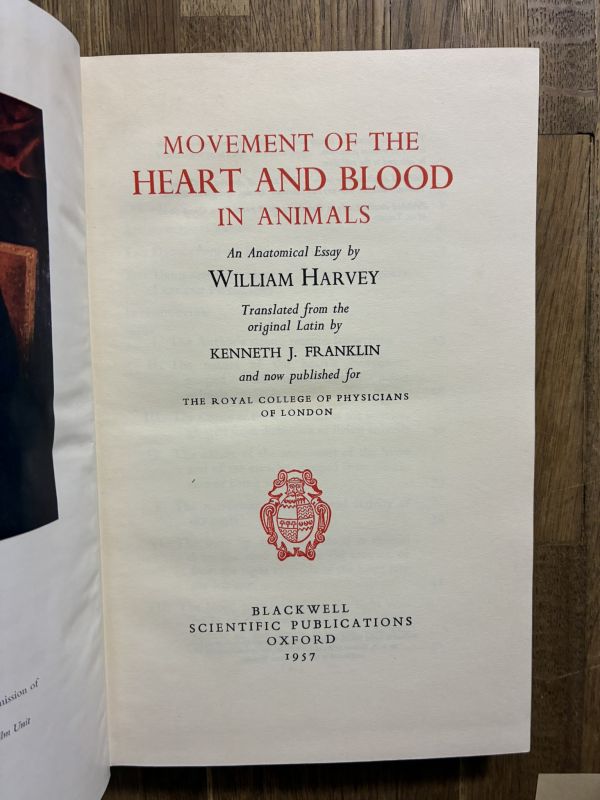 MOVEMENT OF THE
HEART AND BLOOD
IN ANIMALS
An Anatomical Essay by
WILLIAM HARVEY
Translated from the
original Latin by
KENNETH J. FRANKLIN
and now published for
THE ROYAL COLLEGE OF PHYSICIANS
OF LONDON
BLACKWELL
SCIENTIFIC PUBLICATIONS
OXFORD
1957
of
Unit